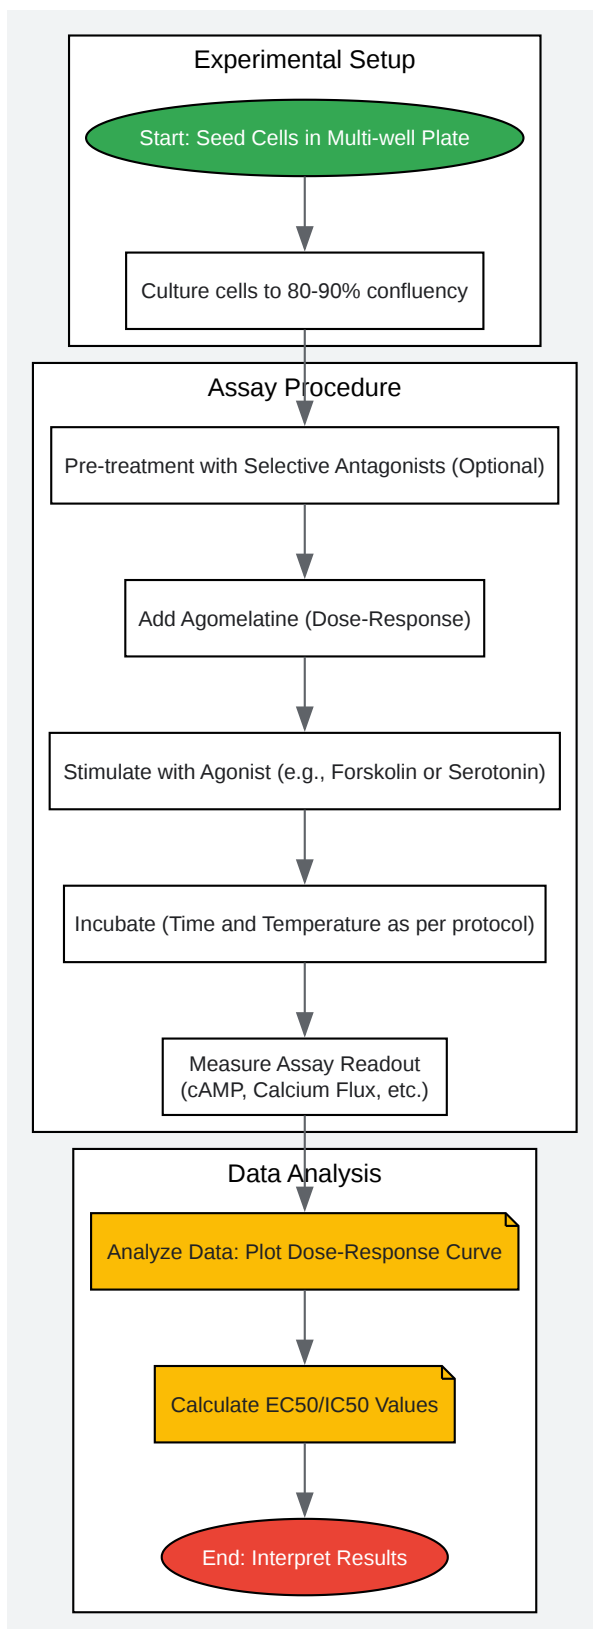 Experimental Setup
Start: Seed Cells in Multi-well Plate
Culture cells to 80-90% confluency
Assay Procedure
Pre-treatment with Selective Antagonists (Optional)
Add Agomelatine (Dose-Response)
Stimulate with Agonist (e.g., Forskolin or Serotonin)
Incubate (Time and Temperature as per protocol)
Measure Assay Readout
(cAMP, Calcium Flux, etc.)
Data Analysis
Analyze Data: Plot Dose-Response Curve
Calculate EC50/IC50 Values
End: Interpret Results